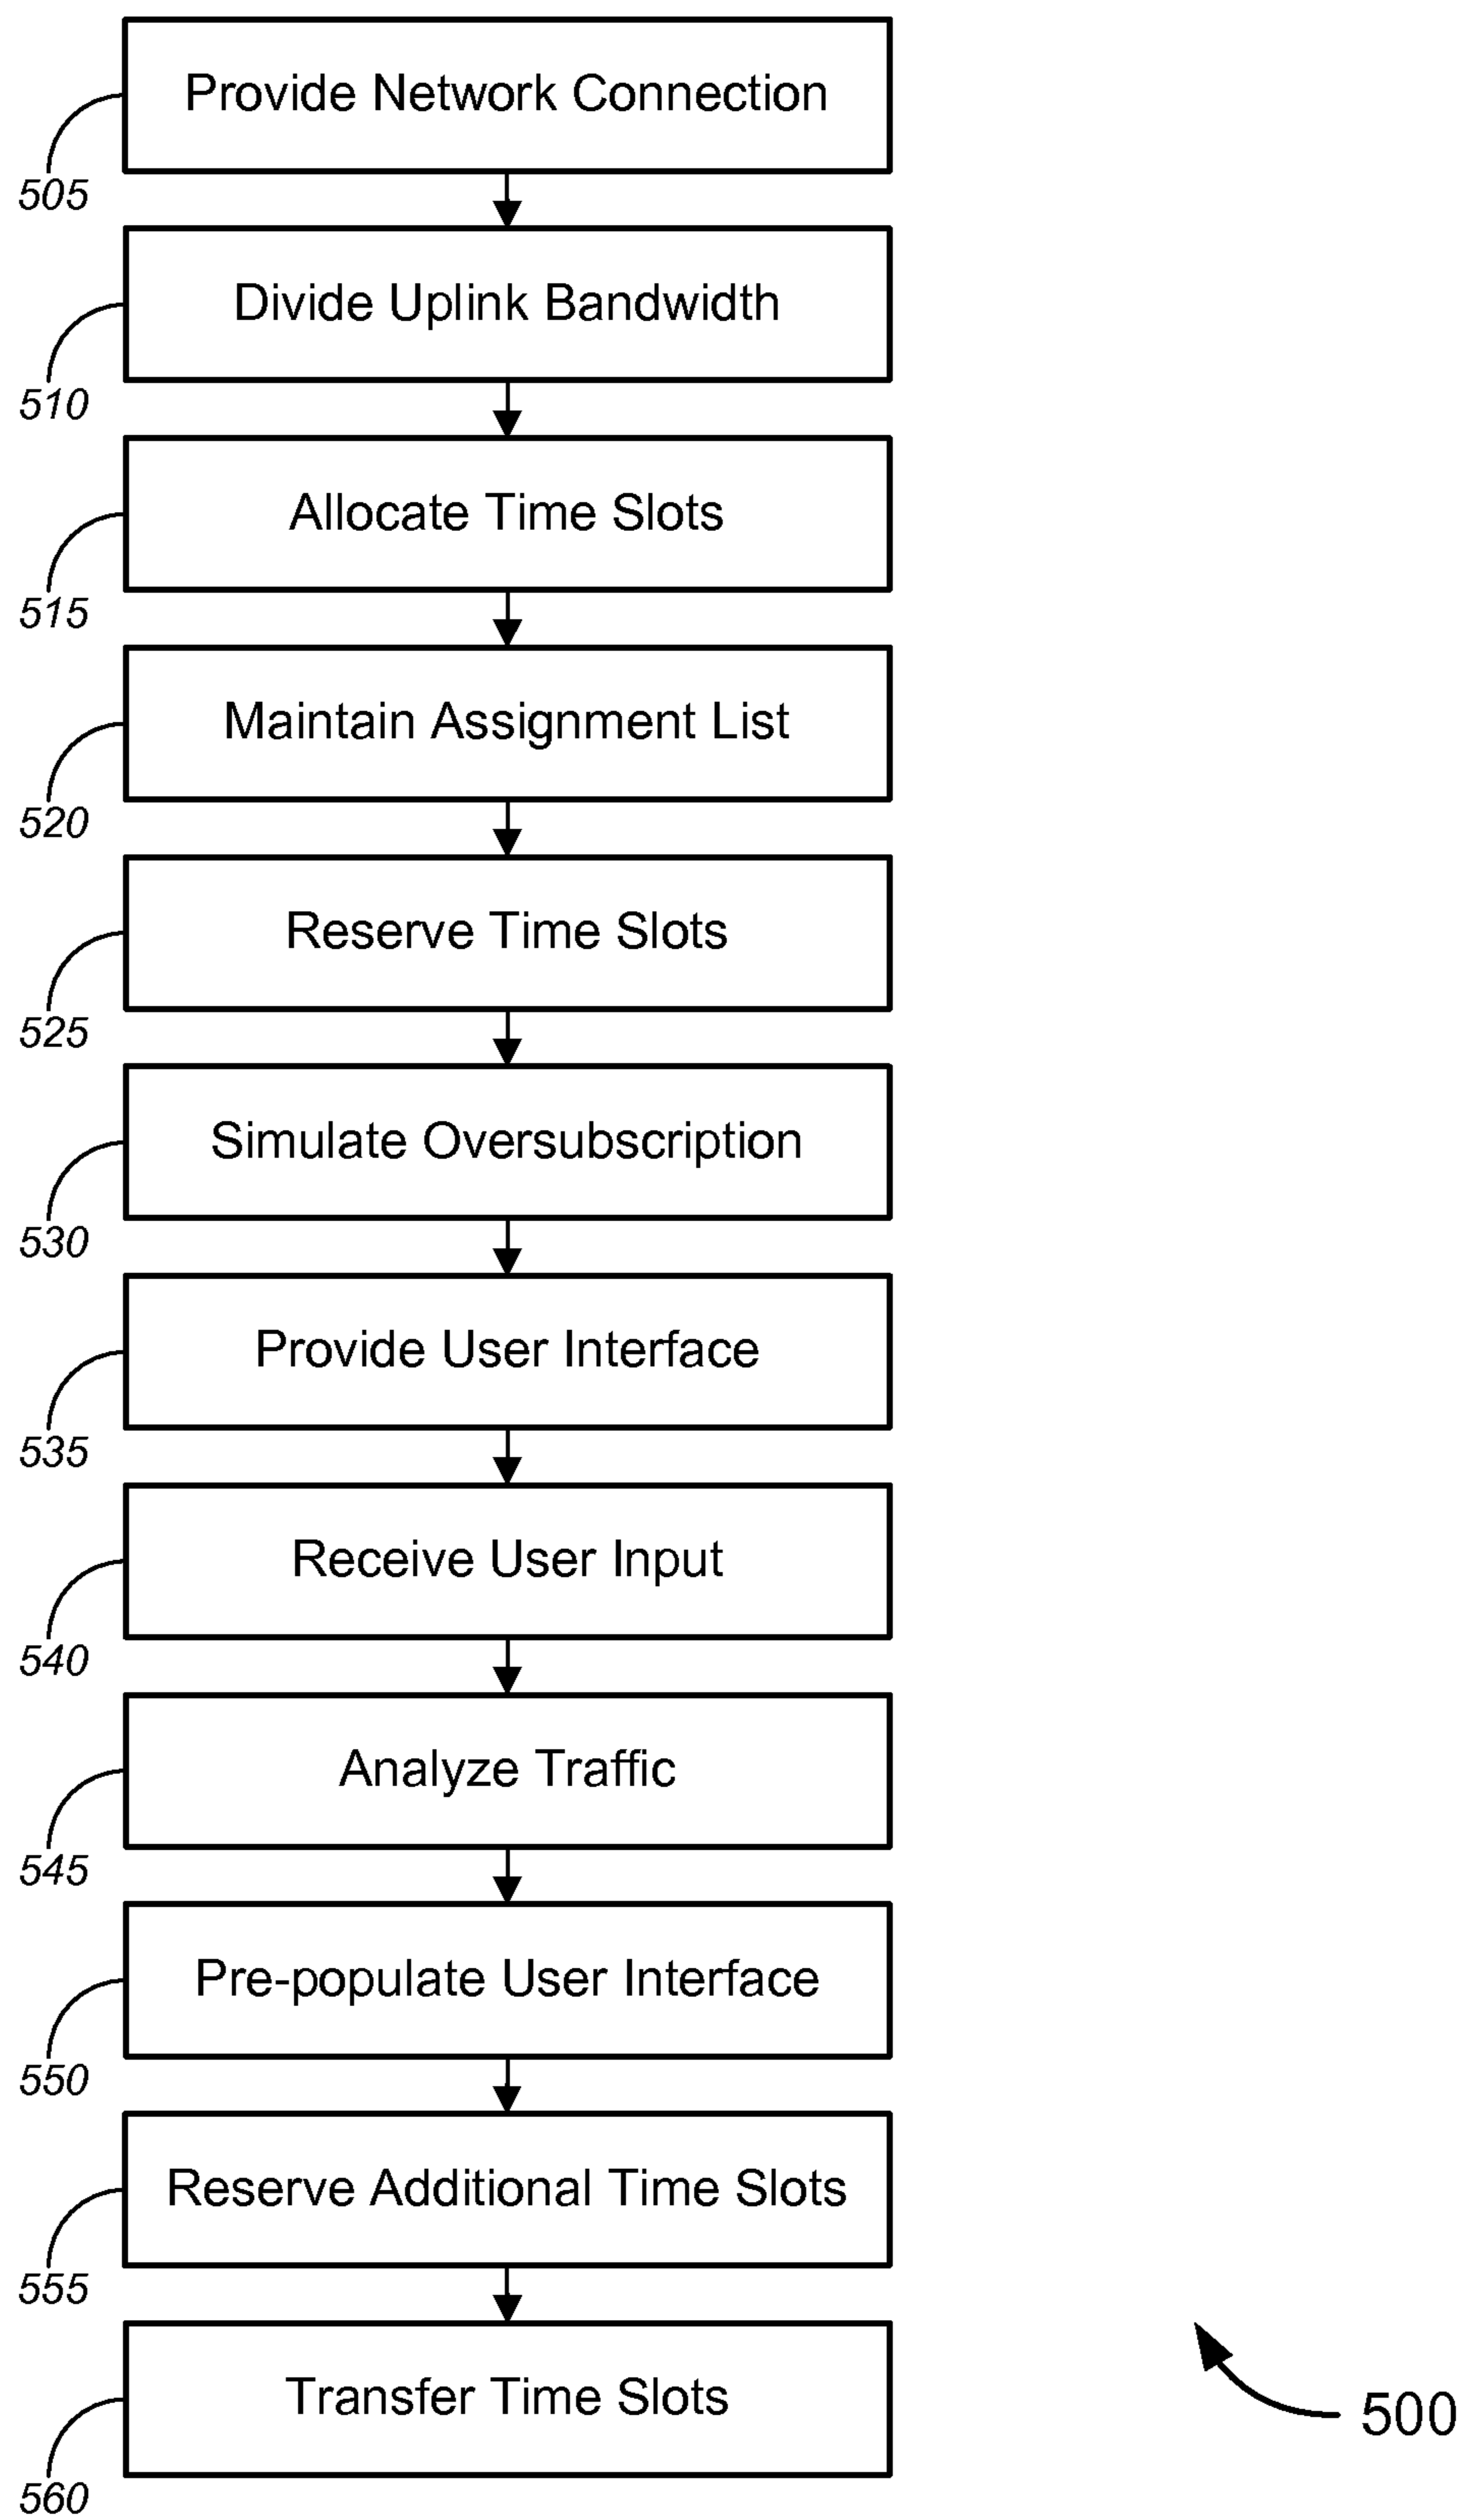 Provide Network Connection
505
Divide Uplink Bandwidth
510
Allocate Time Slots
515
Maintain Assignment List
520
Reserve Time Slots
525
Simulate Oversubscription
530
Provide User Interface
535
Receive User Input
540
Analyze Traffic
545
Pre-populate User Interface
550
Reserve Additional Time Slots
555
Transfer Time Slots
560
500